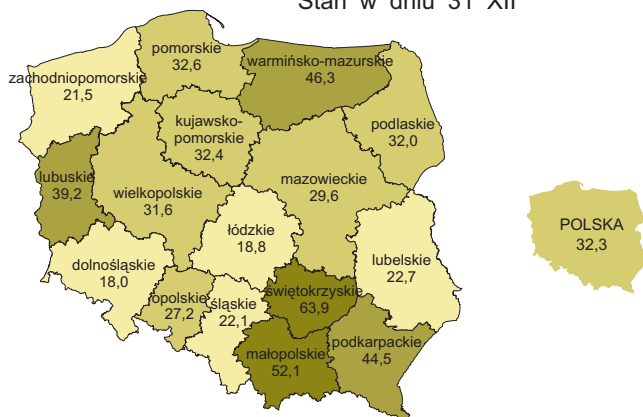 Stan w dniu 31 XII
pomorskie
32,6
warmińsko-mazurskie
46,3
zachodniopomorskie
21,5
kujawsko-
pomorskie
32,4
podlaskie
32,0
lubuskie
39,2
wielkopolskie
31,6
mazowieckie
29,6
POLSKA
32,3
łódzkie
18,8
dolnośląskie
18,0
lubelskie
22,7
opolskie
27,2
śląskie
22,1
świętokrzyskie
63,9
małopolskie
52,1
podkarpackie
44,5